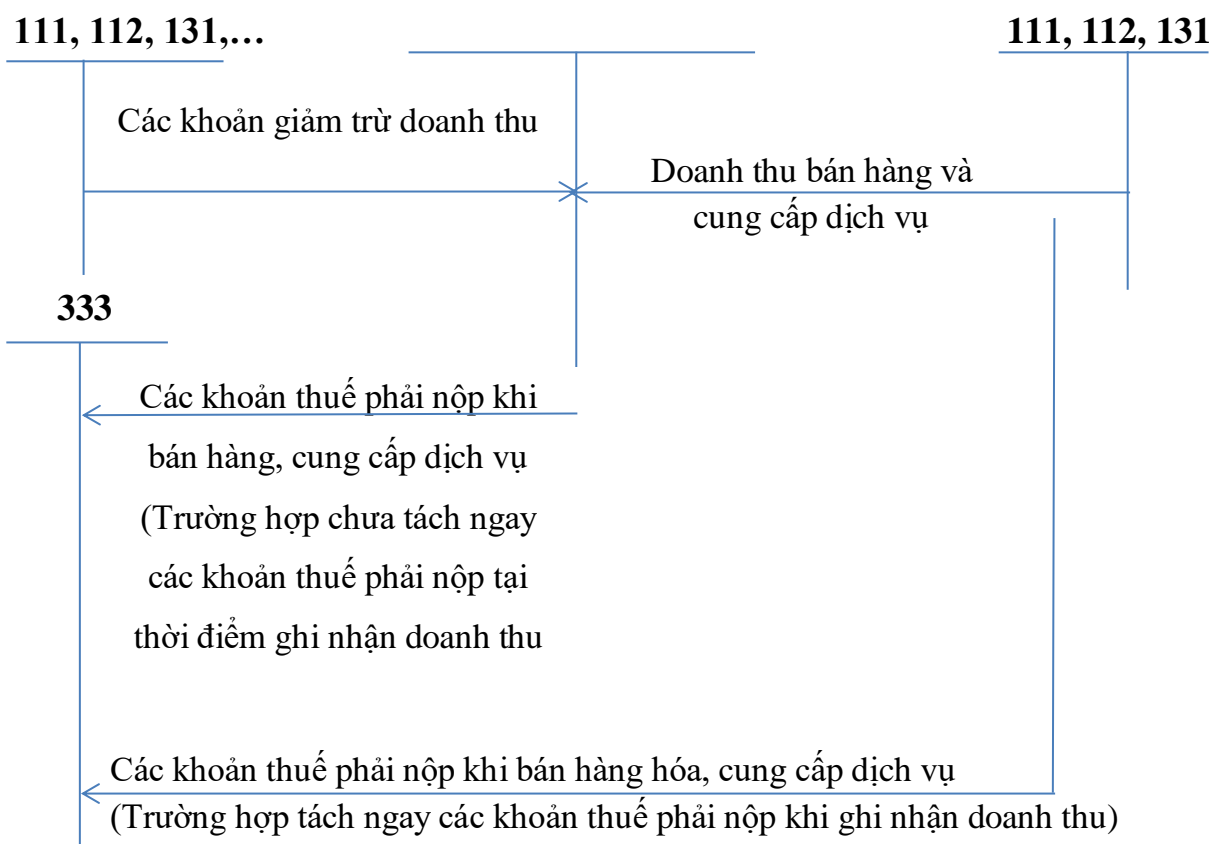 111, 112, 131,…
111, 112, 131
Các khoản giảm trừ doanh thu
Doanh thu bán hàng và
cung cấp dịch vụ
333
Các khoản thuế phải nộp khi
bán hàng, cung cấp dịch vụ
(Trường hợp chưa tách ngay
các khoản thuế phải nộp tại
thời điểm ghi nhận doanh thu
Các khoản thuế phải nộp khi bán hàng hóa, cung cấp dịch vụ
(Trường hợp tách ngay các khoản thuế phải nộp khi ghi nhận doanh thu)